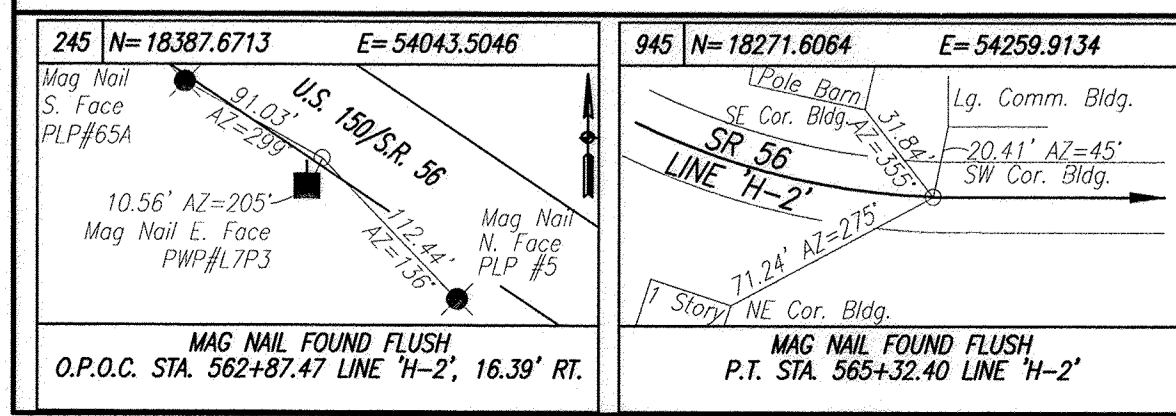 245 N=18387.6713 E=54043.5046
Mag Nail
S. Face
PLP#65A
91.03'
AZ=299°
U.S. 150/S.R. 56
10.56' AZ=205°
Mag Nail E. Face
PWP#L7P3
112.44'
AZ=136°
Mag Nail
N. Face
PLP #5
MAG NAIL FOUND FLUSH
O.P.O.C. STA. 562+87.47 LINE 'H-2', 16.39' RT.
945 N=18271.6064 E=54259.9134
Pole Barn
SE Cor. Bldg.
31.84'
AZ=355°
Lg. Comm. Bldg.
20.41' AZ=45°
SW Cor. Bldg.
SR 56
LINE 'H-2'
71.24' AZ=275°
1 Story
NE Cor. Bldg.
MAG NAIL FOUND FLUSH
P.T. STA. 565+32.40 LINE 'H-2'